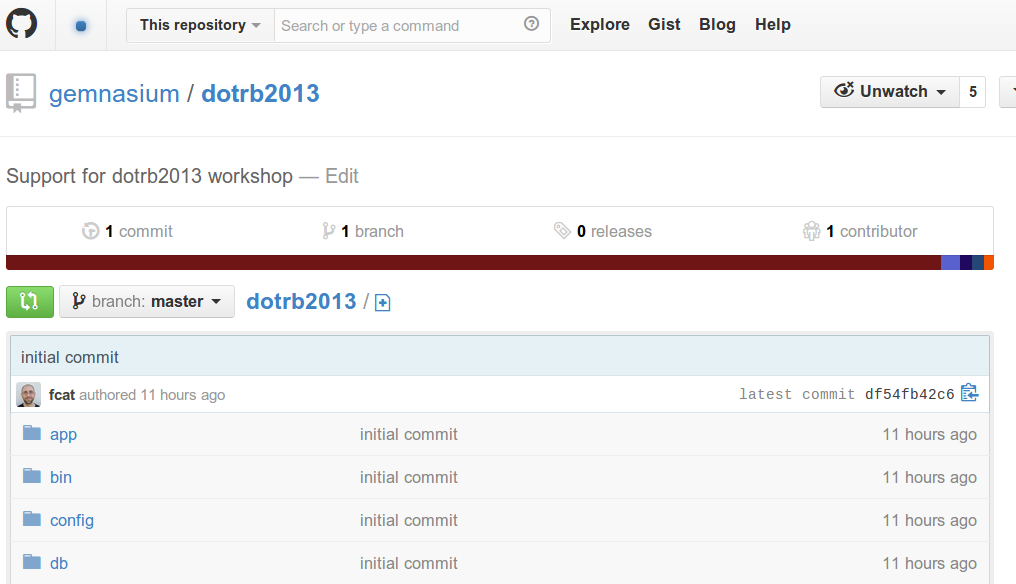 This repository Search or type a command Explore Gist Blog Help
gemnasium / dotrb2013 Unwatch 5
Support for dotrb2013 workshop — Edit
1 commit 1 branch 0 releases 1 contributor
branch: master dotrb2013 /
initial commit
fcat authored 11 hours ago latest commit df54fb42c6
app initial commit 11 hours ago
bin initial commit 11 hours ago
config initial commit 11 hours ago
db initial commit 11 hours ago